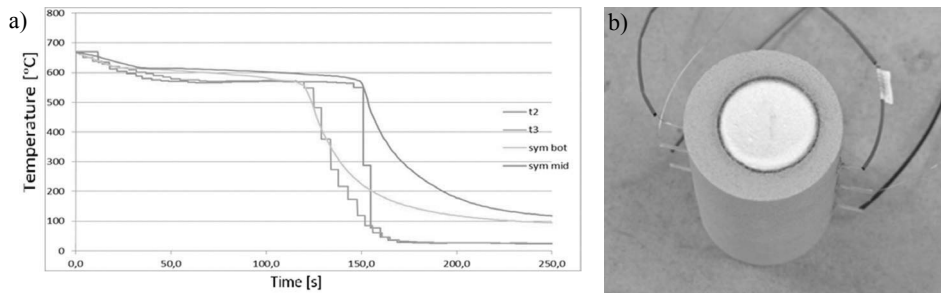 a)
800
700
600
500
400
300
200
100
0
Temperature [°C]
0,0 50,0 100,0 150,0 200,0 250,0
Time [s]
t2
t3
sym bot
sym mid
b)